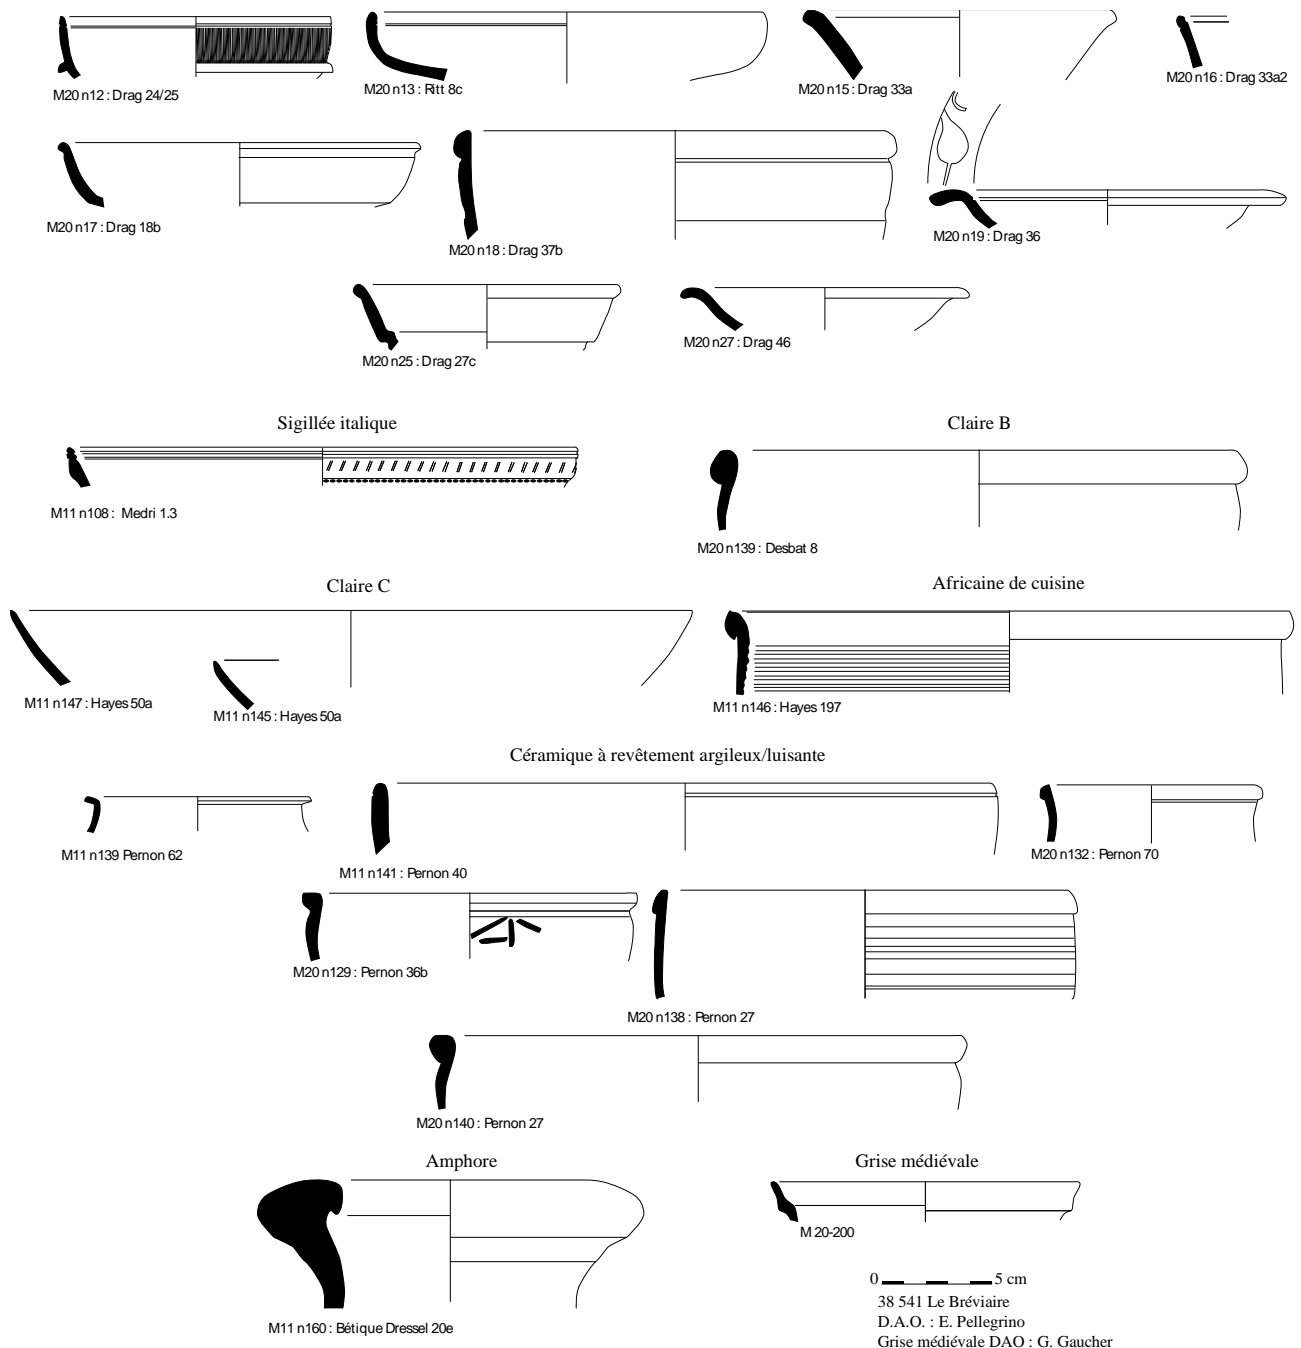 M20 n12 : Drag 24/25
M20 n13 : Ritt 8c
M20 n15 : Drag 33a
M20 n16 : Drag 33a2
M20 n17 : Drag 18b
M20 n18 : Drag 37b
M20 n19 : Drag 36
M20 n25 : Drag 27c
M20 n27 : Drag 46
Sigillée italique
Claire B
M11 n108 : Medri 1.3
M20 n139 : Desbat 8
Claire C
Africaine de cuisine
M11 n147 : Hayes 50a
M11 n145 : Hayes 50a
M11 n146 : Hayes 197
Céramique à revêtement argileux/luisante
M11 n139 Pernon 62
M11 n141 : Pernon 40
M20 n132 : Pernon 70
M20 n129 : Pernon 36b
M20 n138 : Pernon 27
M20 n140 : Pernon 27
Amphore
Grise médiévale
M 20-200
M11 n160 : Bétique Dressel 20e
0 5 cm
38 541 Le Bréviaire
D.A.O. : E. Pellegrino
Grise médiévale DAO : G. Gaucher